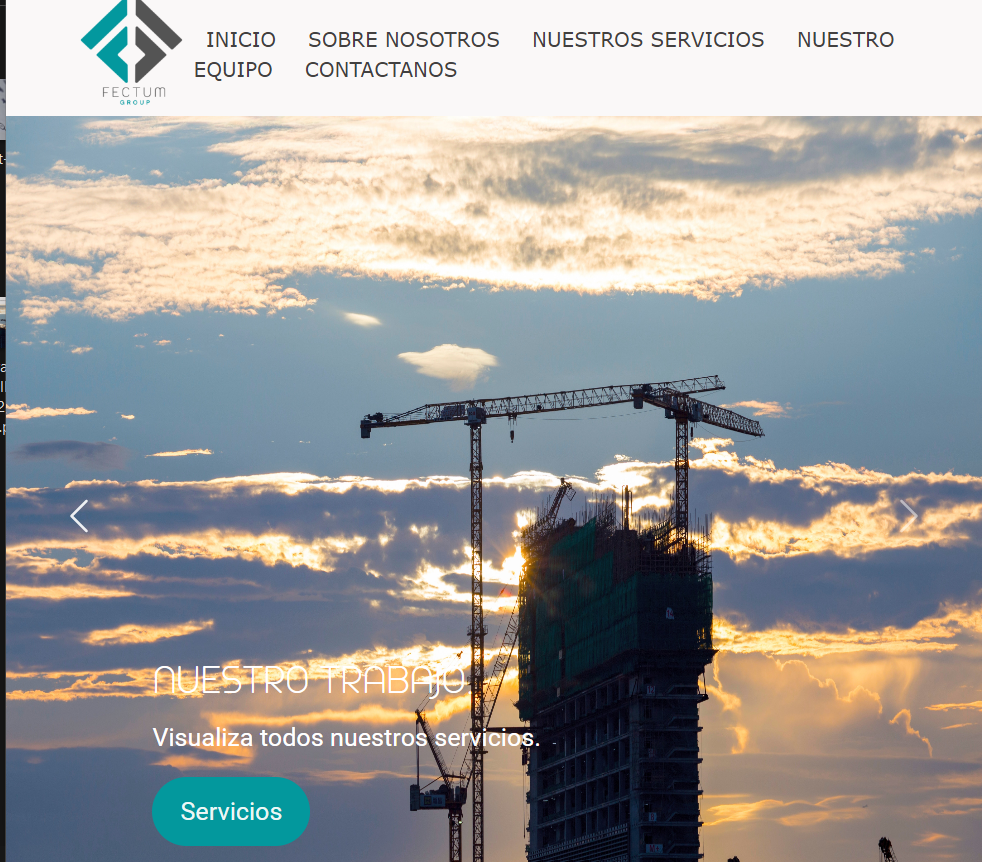 INICIO SOBRE NOSOTROS NUESTROS SERVICIOS NUESTRO
EQUIPO CONTACTANOS
FECTUM
GROUP
NUESTRO TRABAJO
Visualiza todos nuestros servicios.
Servicios